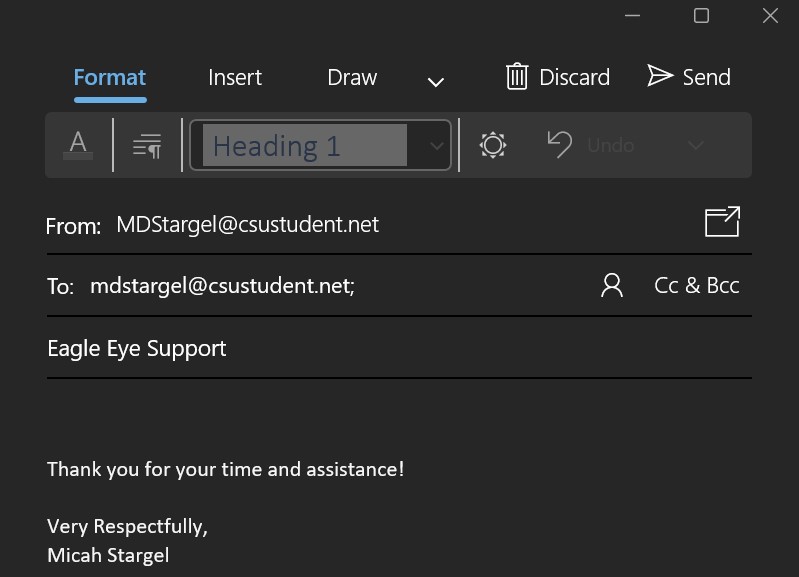 Format Insert Draw Discard Send
A Heading 1 Undo
From: MDStargel@csustudent.net
To: mdstargel@csustudent.net; Cc & Bcc
Eagle Eye Support
Thank you for your time and assistance!
Very Respectfully,
Micah Stargel